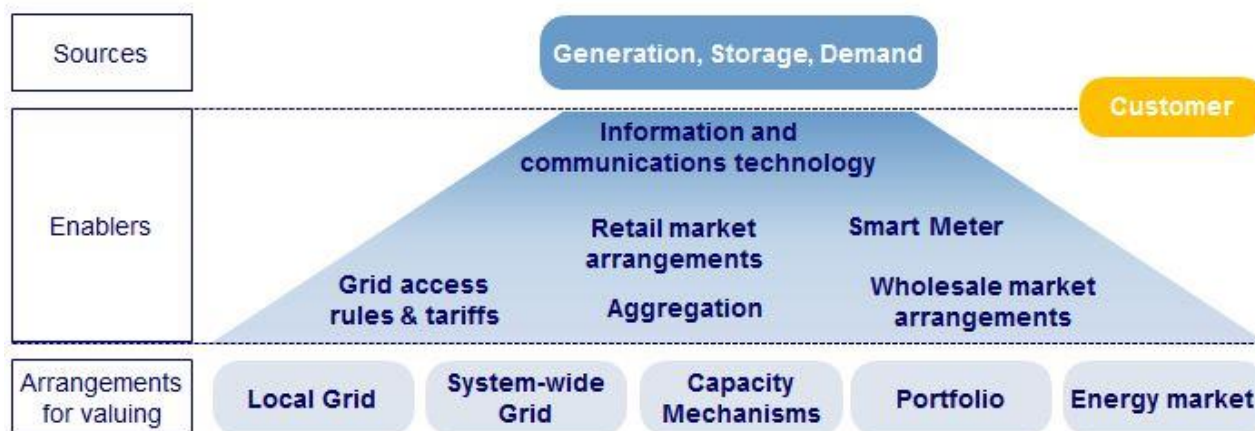 Sources
Generation, Storage, Demand
Customer
Enablers
Information and
communications technology
Retail market
arrangements
Smart Meter
Grid access
rules & tariffs
Aggregation
Wholesale market
arrangements
Arrangements
for valuing
Local Grid
System-wide
Grid
Capacity
Mechanisms
Portfolio
Energy market